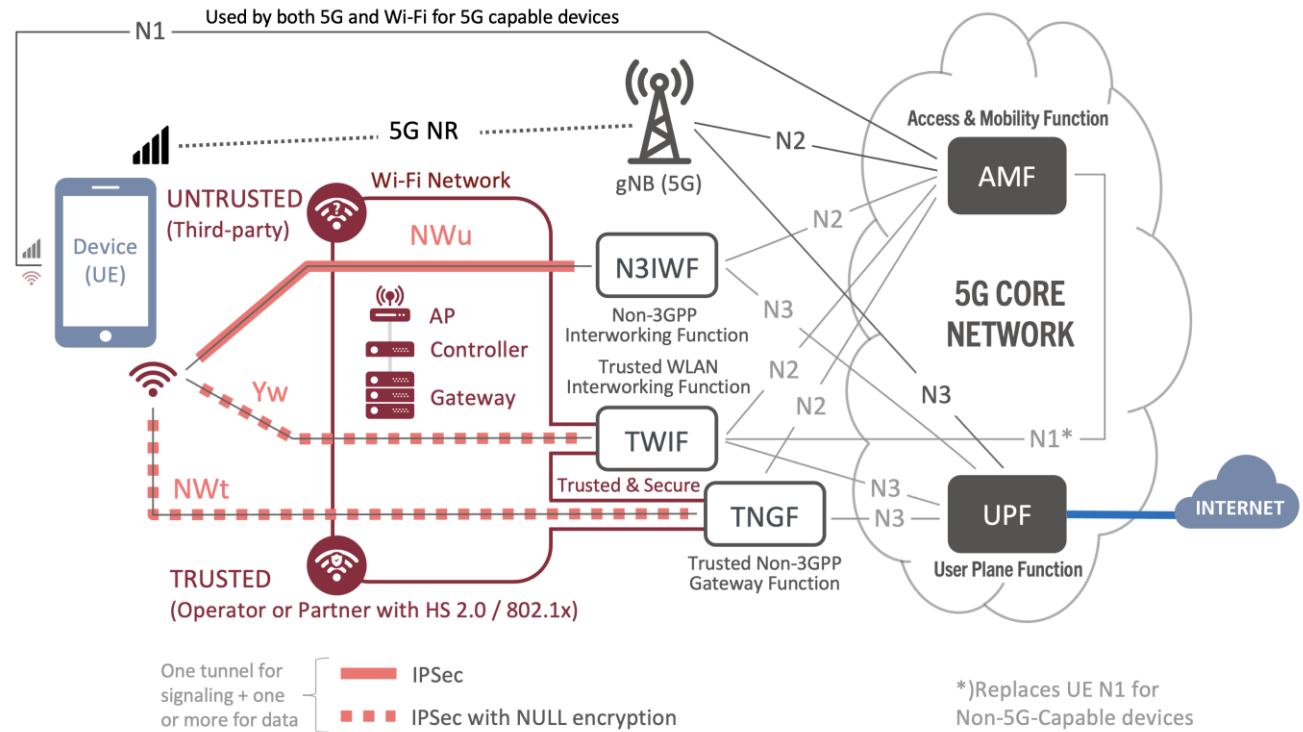 Used by both 5G and Wi-Fi for 5G capable devices
N1
5G NR
gNB (5G)
N2
Access & Mobility Function
AMF
Wi-Fi Network
UNTRUSTED
(Third-party)
?
Device
(UE)
NWu
N2
N3IWF
Non-3GPP
Interworking Function
N3
5G CORE
NETWORK
AP
Controller
Gateway
Trusted WLAN
Interworking Function
Yw
N2
N2
N3
TWIF
N1*
NWt
Trusted & Secure
N3
TNGF
N3
UPF
INTERNET
Trusted Non-3GPP
Gateway Function
User Plane Function
TRUSTED
(Operator or Partner with HS 2.0 / 802.1x)
One tunnel for
signaling + one
or more for data
IPSec
IPSec with NULL encryption
*)Replaces UE N1 for
Non-5G-Capable devices